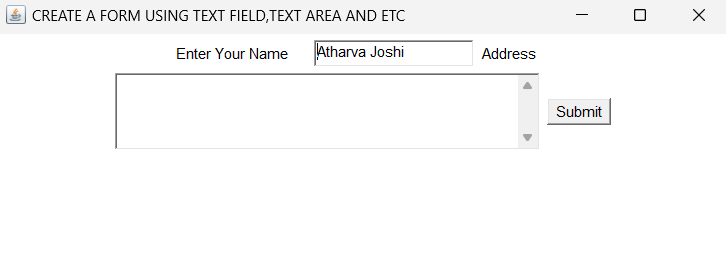 CREATE A FORM USING TEXT FIELD,TEXT AREA AND ETC
Enter Your Name Atharva Joshi Address
Submit